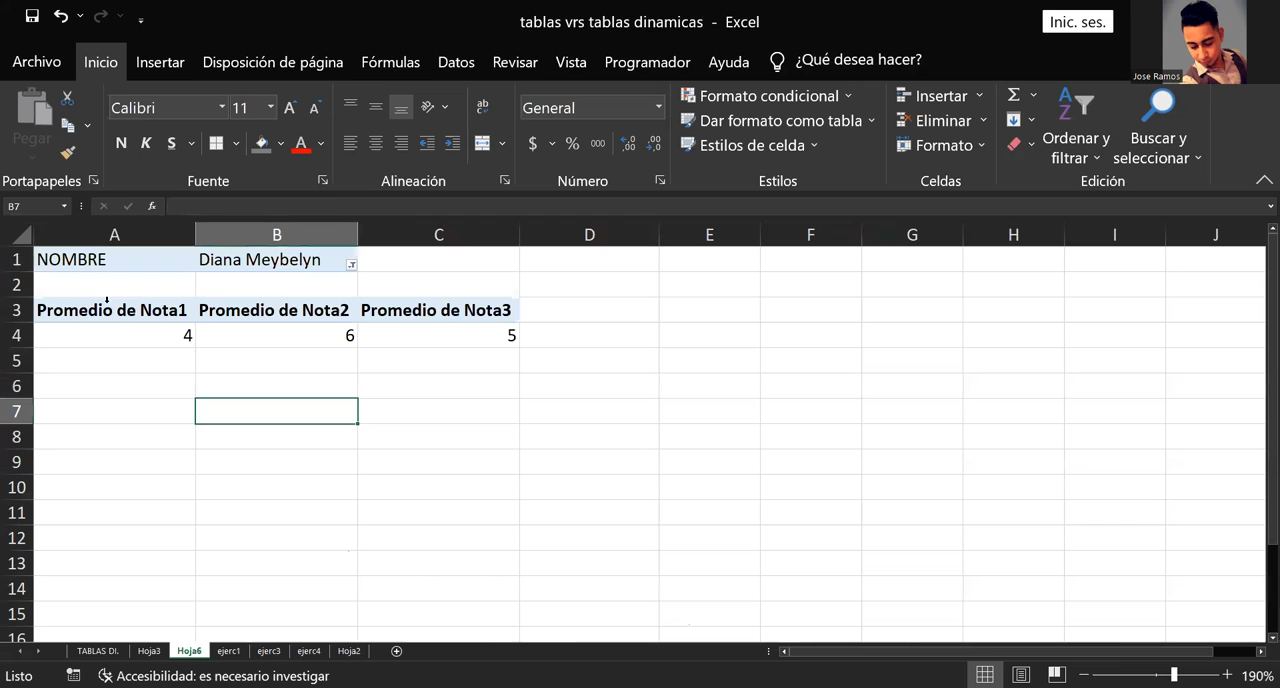 tablas vrs tablas dinamicas - Excel
Inic. ses.
Jose Ramos
Archivo Inicio Insertar Disposición de página Fórmulas Datos Revisar Vista Programador Ayuda ¿Qué desea hacer?
Pegar
Calibri 11
N K S
General
$ % 000
Formato condicional
Dar formato como tabla
Estilos de celda
Insertar
Eliminar
Formato
Ordenar y filtrar
Buscar y seleccionar
Portapapeles Fuente Alineación Número Estilos Celdas Edición
B7 fx
A B C D E F G H I J
1 NOMBRE Diana Meybelyn
2
3 Promedio de Nota1 Promedio de Nota2 Promedio de Nota3
4 4 6 5
5
6
7
8
9
10
11
12
13
14
15
16
TABLAS DI. Hoja3 Hoja6 ejerc1 ejerc3 ejerc4 Hoja2
Listo Accesibilidad: es necesario investigar 190%